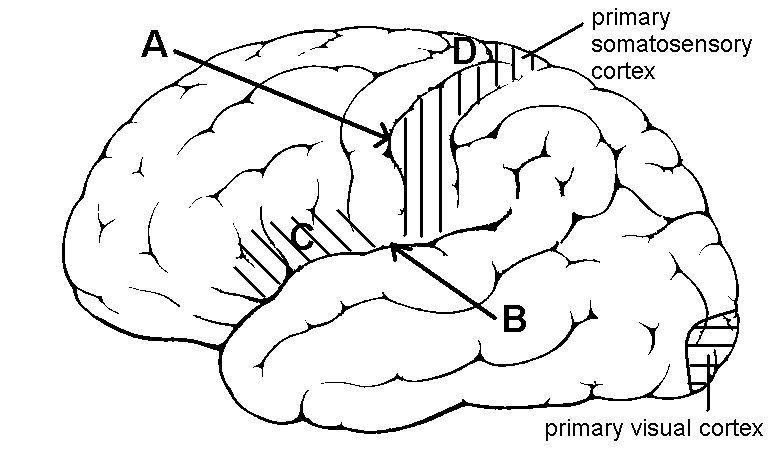 primary
somatosensory
cortex
A
D
C
B
primary visual cortex